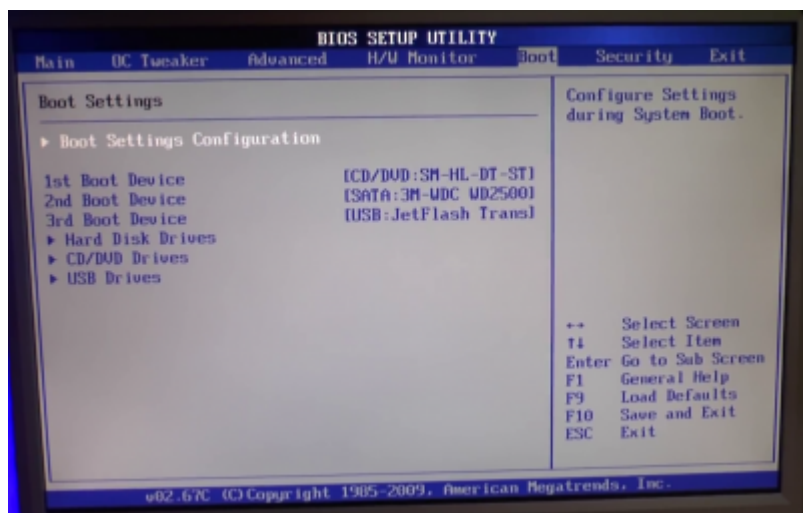 BIOS SETUP UTILITY
Main OC Tweaker Advanced H/W Monitor Boot Security Exit
Boot Settings
▶ Boot Settings Configuration
1st Boot Device [CD/DVD:SM-HL-DT-ST]
2nd Boot Device [SATA:3M-WDC WD2500]
3rd Boot Device [USB:JetFlash Trans]
▶ Hard Disk Drives
▶ CD/DVD Drives
▶ USB Drives
Configure Settings
during System Boot.
←→ Select Screen
↑↓ Select Item
Enter Go to Sub Screen
F1 General Help
F9 Load Defaults
F10 Save and Exit
ESC Exit
v02.67C (C)Copyright 1985-2009, American Megatrends, Inc.